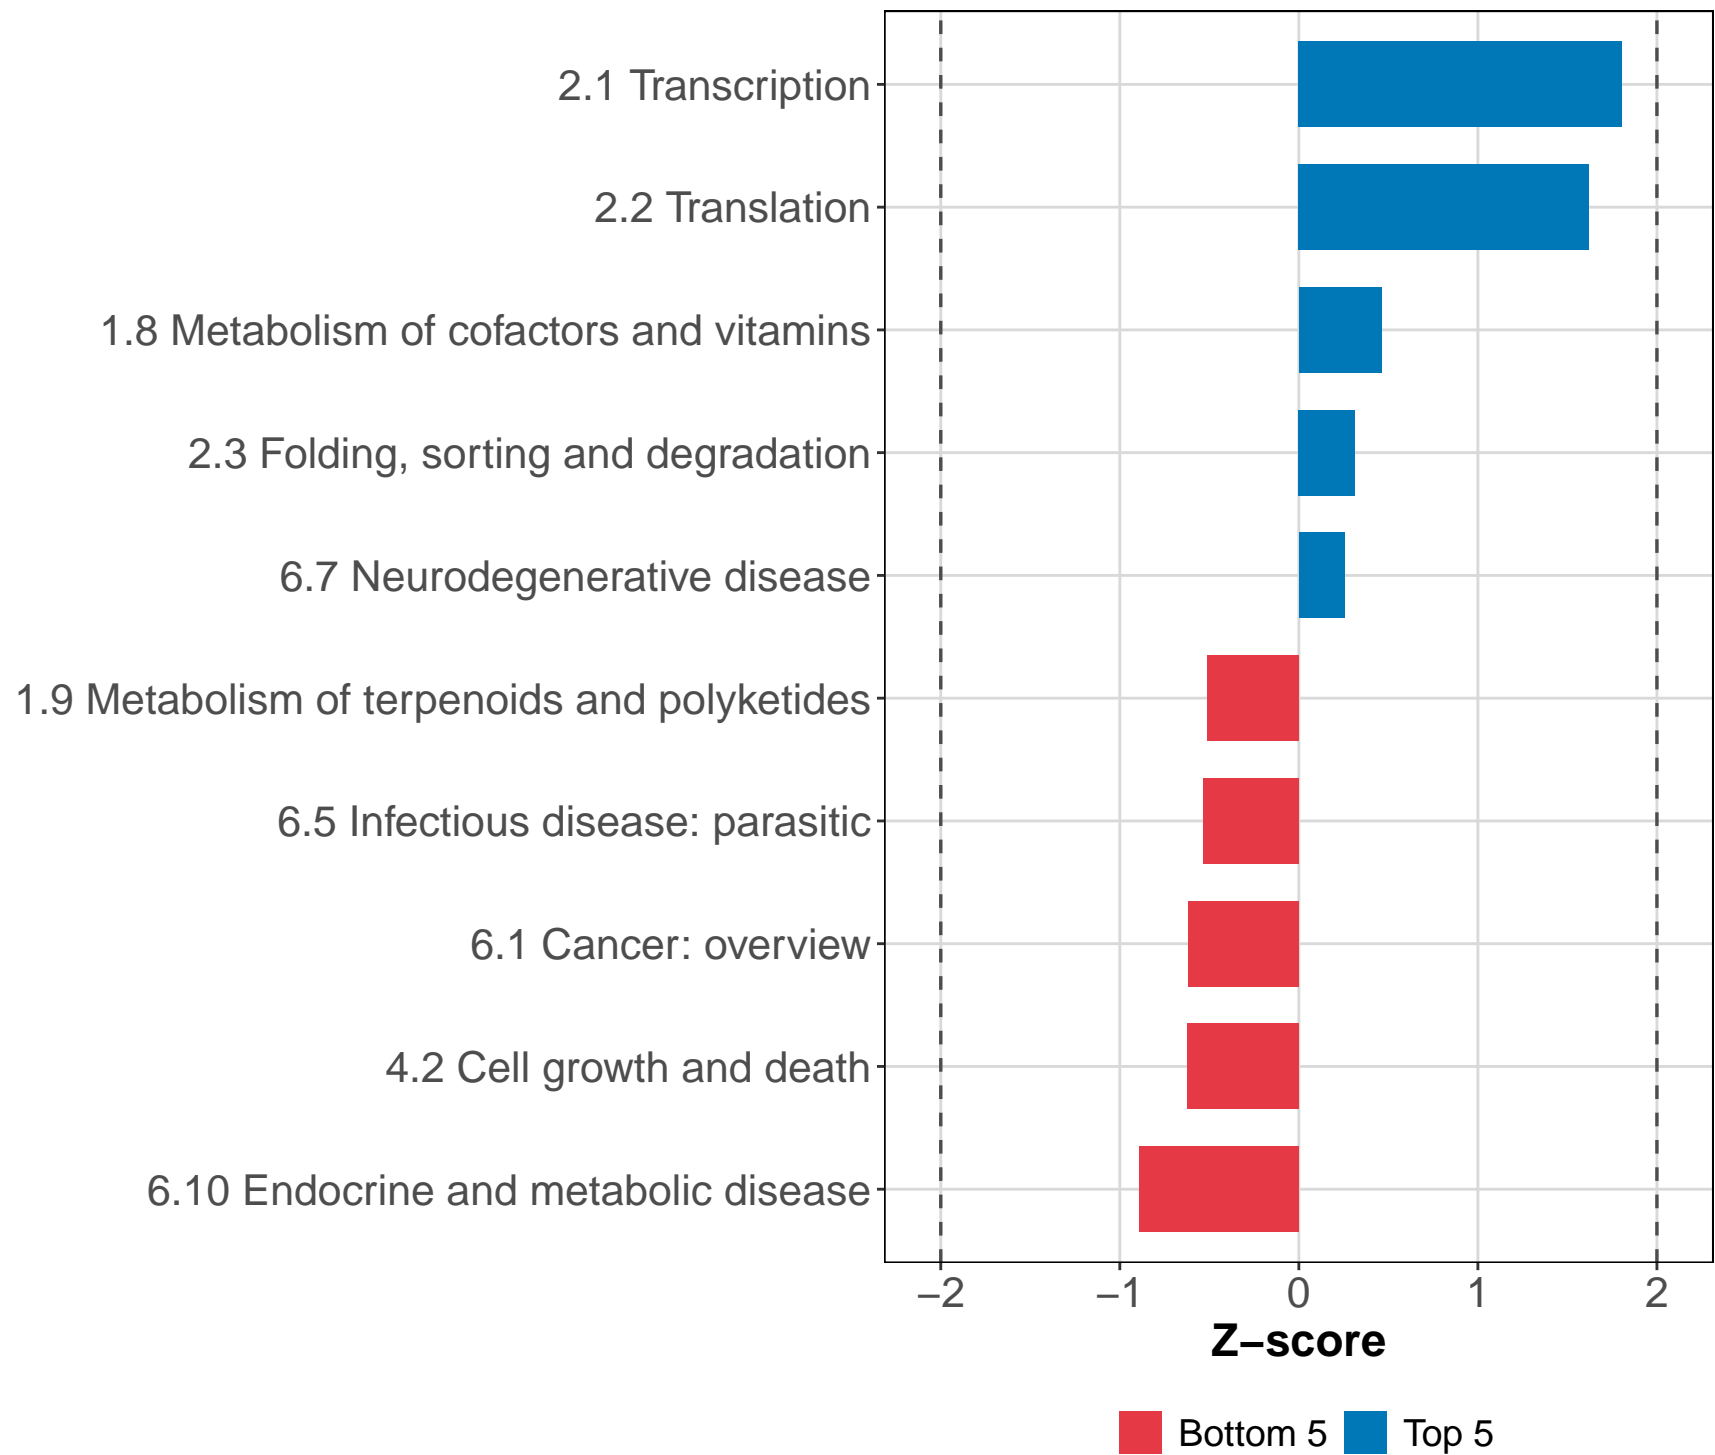 2.1 Transcription
2.2 Translation
1.8 Metabolism of cofactors and vitamins
2.3 Folding, sorting and degradation
6.7 Neurodegenerative disease
1.9 Metabolism of terpenoids and polyketides
6.5 Infectious disease: parasitic
6.1 Cancer: overview
4.2 Cell growth and death
6.10 Endocrine and metabolic disease
−2 −1 0 1 2
Z−score
Bottom 5 Top 5